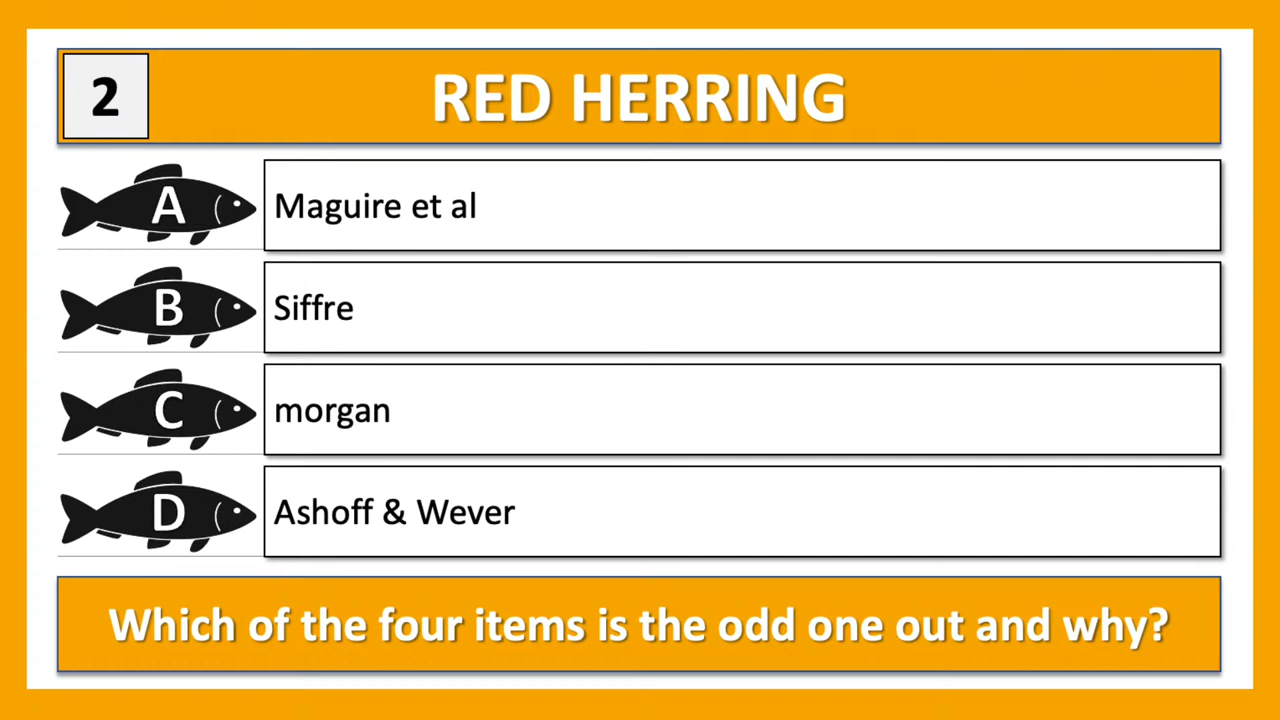 2
RED HERRING
A
Maguire et al
B
Siffre
C
morgan
D
Ashoff & Wever
Which of the four items is the odd one out and why?